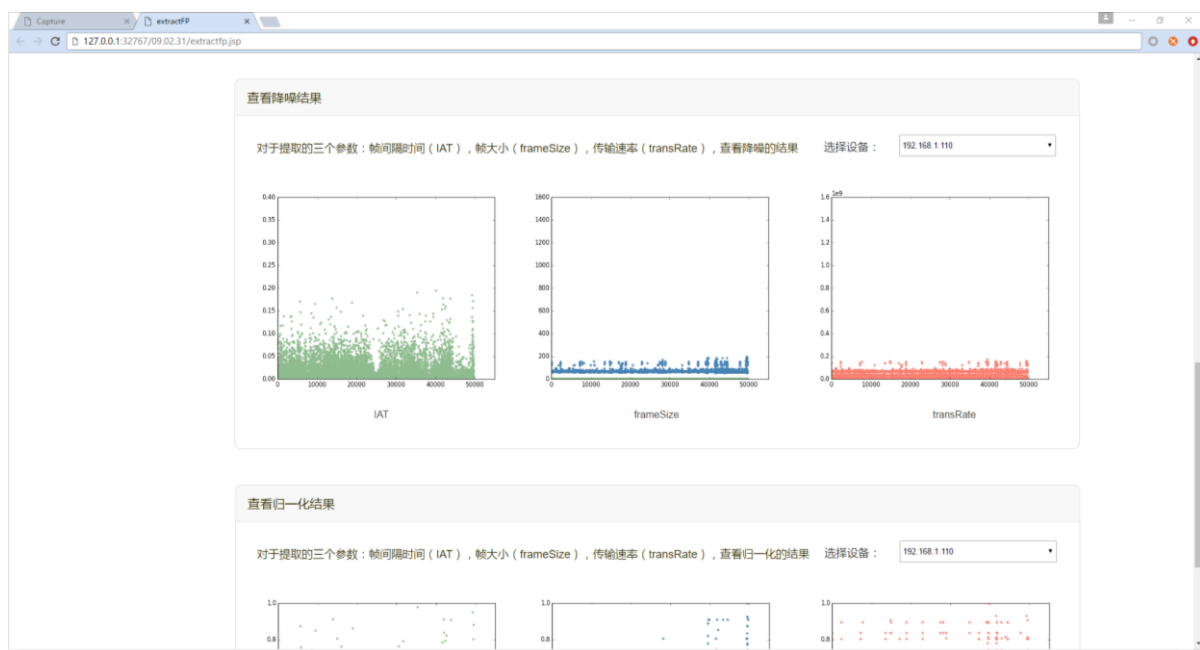 Capture
extractFP
127.0.0.1:32767/09.02.31/extractfp.jsp
查看降噪结果
对于提取的三个参数：帧间隔时间（IAT），帧大小（frameSize），传输速率（transRate），查看降噪的结果 选择设备： 192.168.1.110
0.40
0.35
0.30
0.25
0.20
0.15
0.10
0.05
0.00
0 10000 20000 30000 40000 50000
IAT
1600
1400
1200
1000
800
600
400
200
0
0 10000 20000 30000 40000 50000
frameSize
1e9
1.6
1.4
1.2
1.0
0.8
0.6
0.4
0.2
0.0
0 10000 20000 30000 40000 50000
transRate
查看归一化结果
对于提取的三个参数：帧间隔时间（IAT），帧大小（frameSize），传输速率（transRate），查看归一化的结果 选择设备： 192.168.1.110
1.0
0.8
1.0
0.8
1.0
0.8